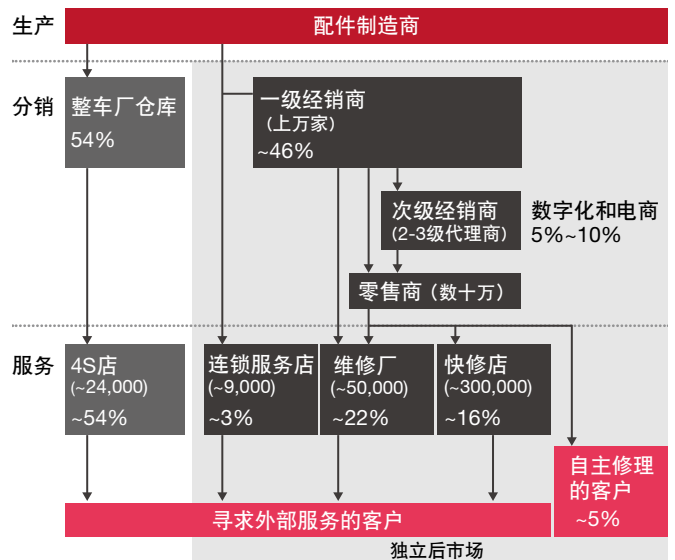 生产
配件制造商
分销
整车厂仓库
54%
一级经销商
(上万家)
~46%
次级经销商
(2-3级代理商)
数字化和电商
5%~10%
零售商（数十万）
服务
4S店
(~24,000)
~54%
连锁服务店
(~9,000)
~3%
维修厂
(~50,000)
~22%
快修店
(~300,000)
~16%
自主修理
的客户
~5%
寻求外部服务的客户
独立后市场